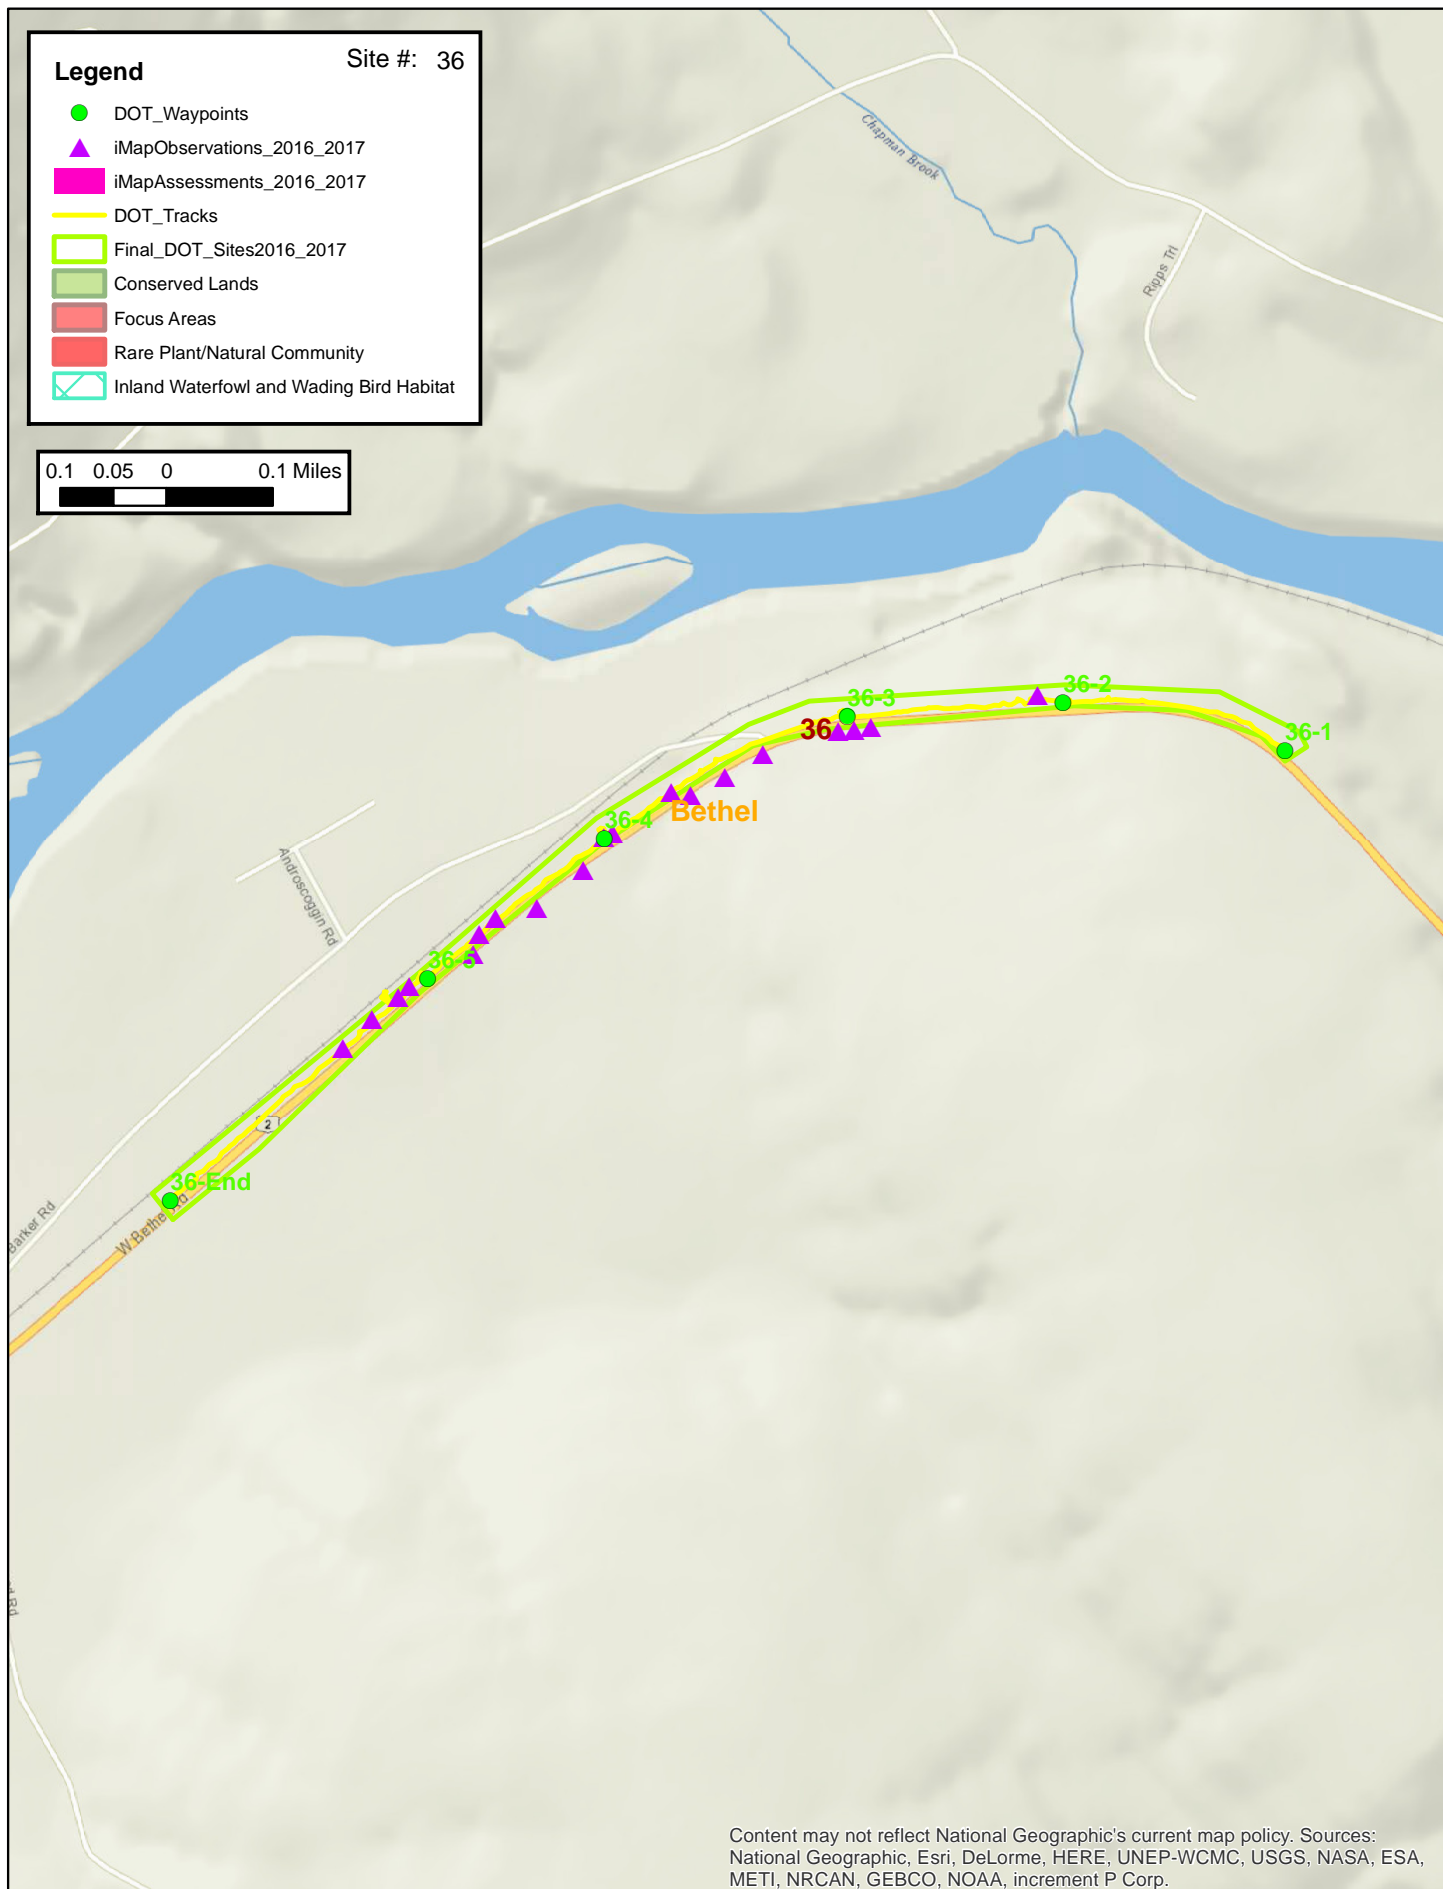 Legend
Site #: 36
DOT_Waypoints
iMapObservations_2016_2017
iMapAssessments_2016_2017
DOT_Tracks
Final_DOT_Sites2016_2017
Conserved Lands
Focus Areas
Rare Plant/Natural Community
Inland Waterfowl and Wading Bird Habitat
0.1 0.05 0 0.1 Miles
Chapman Brook
Ripps Trl
36-2
36-3
36
36-1
Bethel
36-4
Androscoggin Rd
36-5
2
36-End
Barker Rd
W Bethel Rd
Rd
Content may not reflect National Geographic's current map policy. Sources:
National Geographic, Esri, DeLorme, HERE, UNEP-WCMC, USGS, NASA, ESA,
METI, NRCAN, GEBCO, NOAA, increment P Corp.